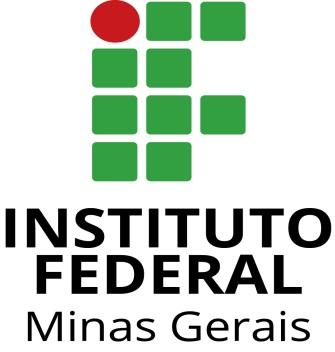 INSTITUTO
FEDERAL
Minas Gerais